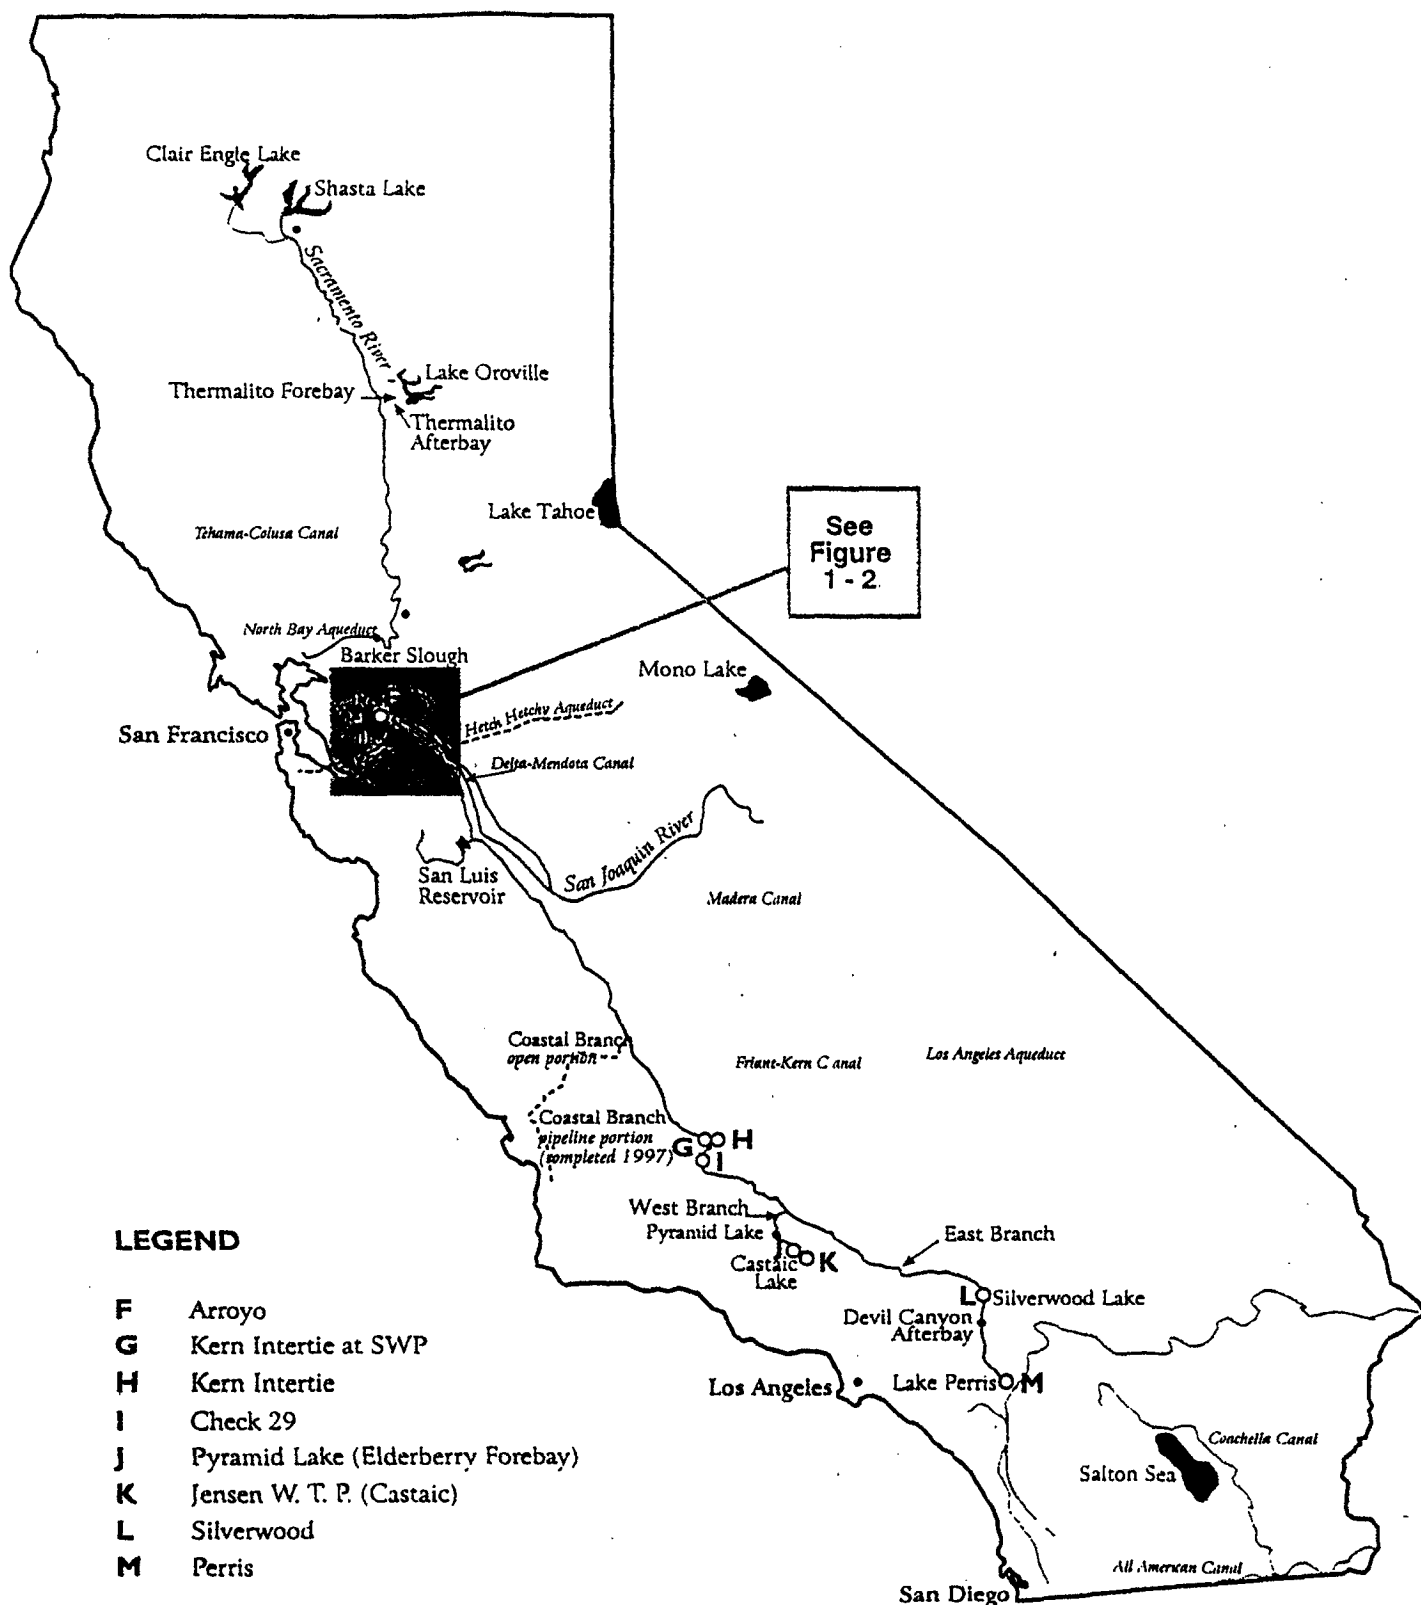 Clair Engle Lake
Shasta Lake
Sacramento River
Lake Oroville
Thermalito Forebay
Thermalito
Afterbay
Lake Tahoe
See
Figure
1 - 2
Tehama-Colusa Canal
North Bay Aqueduct
Barker Slough
Mono Lake
Hetch Hetchy Aqueduct
San Francisco
Delta-Mendota Canal
San Joaquin River
San Luis
Reservoir
Madera Canal
Coastal Branch
open portion
Friant-Kern Canal
Los Angeles Aqueduct
Coastal Branch
pipeline portion
(completed 1997)
G
H
I
West Branch
Pyramid Lake
J
Castaic
Lake
K
East Branch
L
Silverwood Lake
Devil Canyon
Afterbay
Los Angeles
Lake Perris
M
Coachella Canal
Salton Sea
All American Canal
San Diego
LEGEND
F Arroyo
G Kern Intertie at SWP
H Kern Intertie
I Check 29
J Pyramid Lake (Elderberry Forebay)
K Jensen W. T. P. (Castaic)
L Silverwood
M Perris